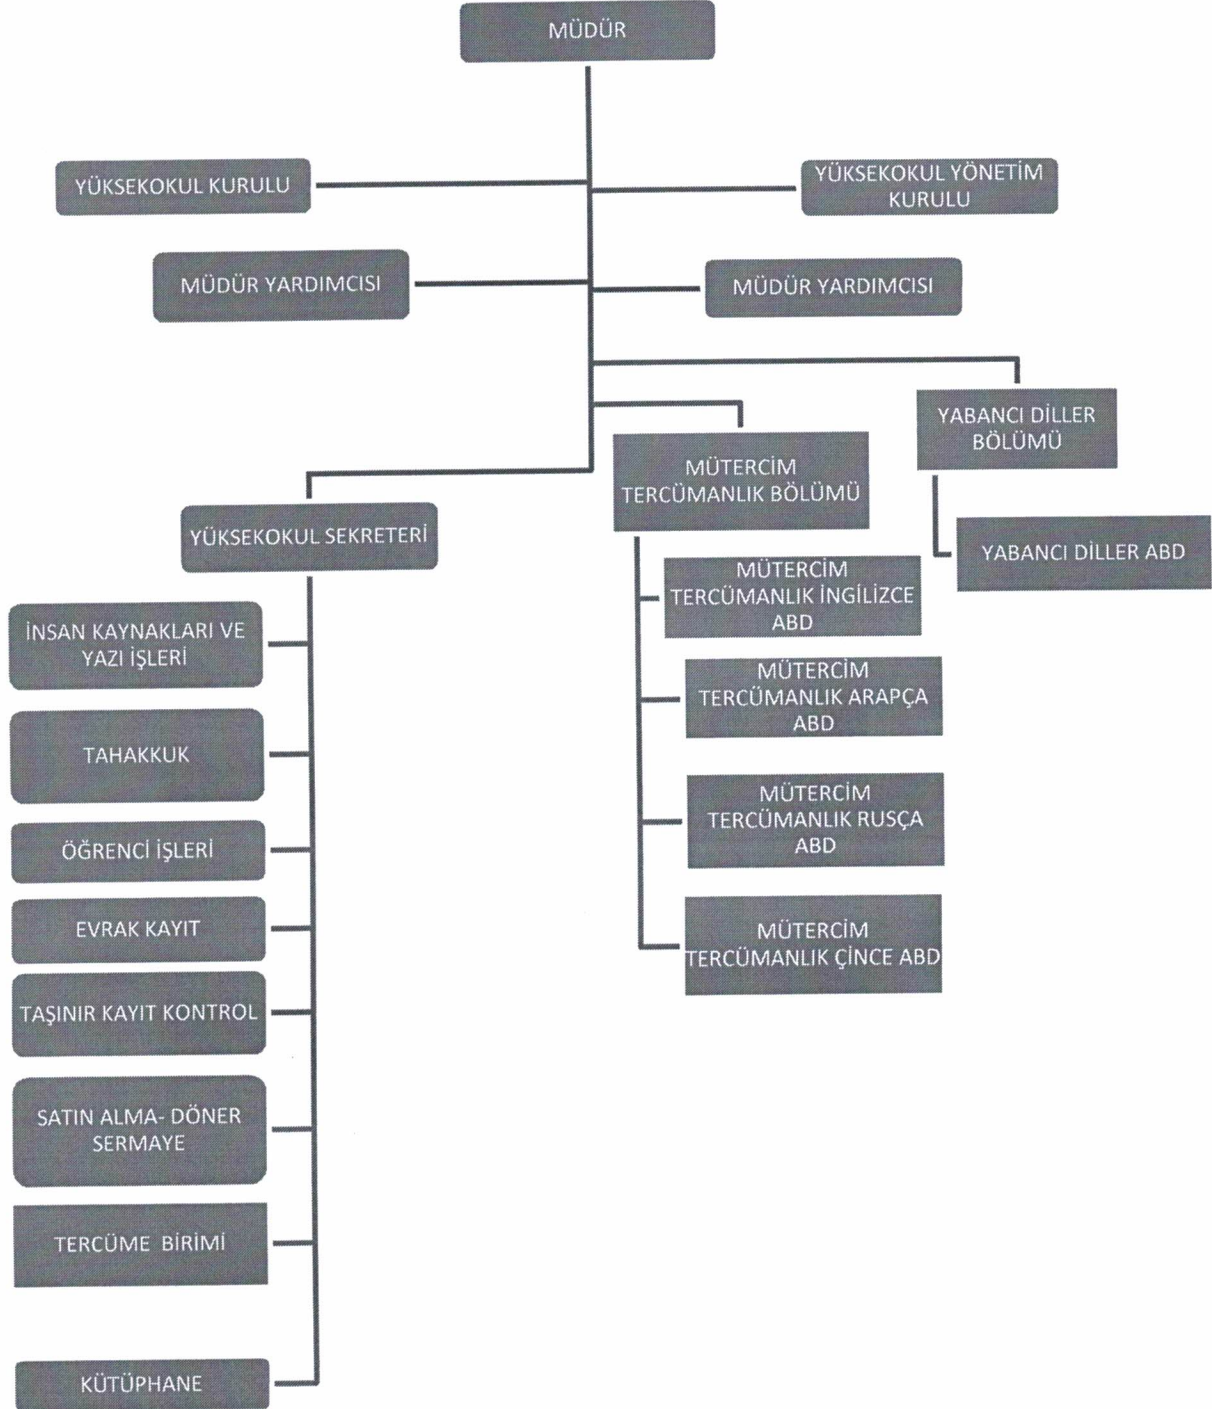 MÜDÜR
YÜKSEKOKUL KURULU
YÜKSEKOKUL YÖNETİM
KURULU
MÜDÜR YARDIMCISI
MÜDÜR YARDIMCISI
YABANCI DİLLER
BÖLÜMÜ
YABANCI DİLLER ABD
MÜTERCİM
TERCÜMANLIK BÖLÜMÜ
MÜTERCİM
TERCÜMANLIK İNGİLİZCE
ABD
MÜTERCİM
TERCÜMANLIK ARAPÇA
ABD
MÜTERCİM
TERCÜMANLIK RUSÇA
ABD
MÜTERCİM
TERCÜMANLIK ÇİNCE ABD
YÜKSEKOKUL SEKRETERİ
İNSAN KAYNAKLARI VE
YAZI İŞLERİ
TAHAKKUK
ÖĞRENCİ İŞLERİ
EVRAK KAYIT
TAŞINIR KAYIT KONTROL
SATIN ALMA- DÖNER
SERMAYE
TERCÜME BİRİMİ
KÜTÜPHANE